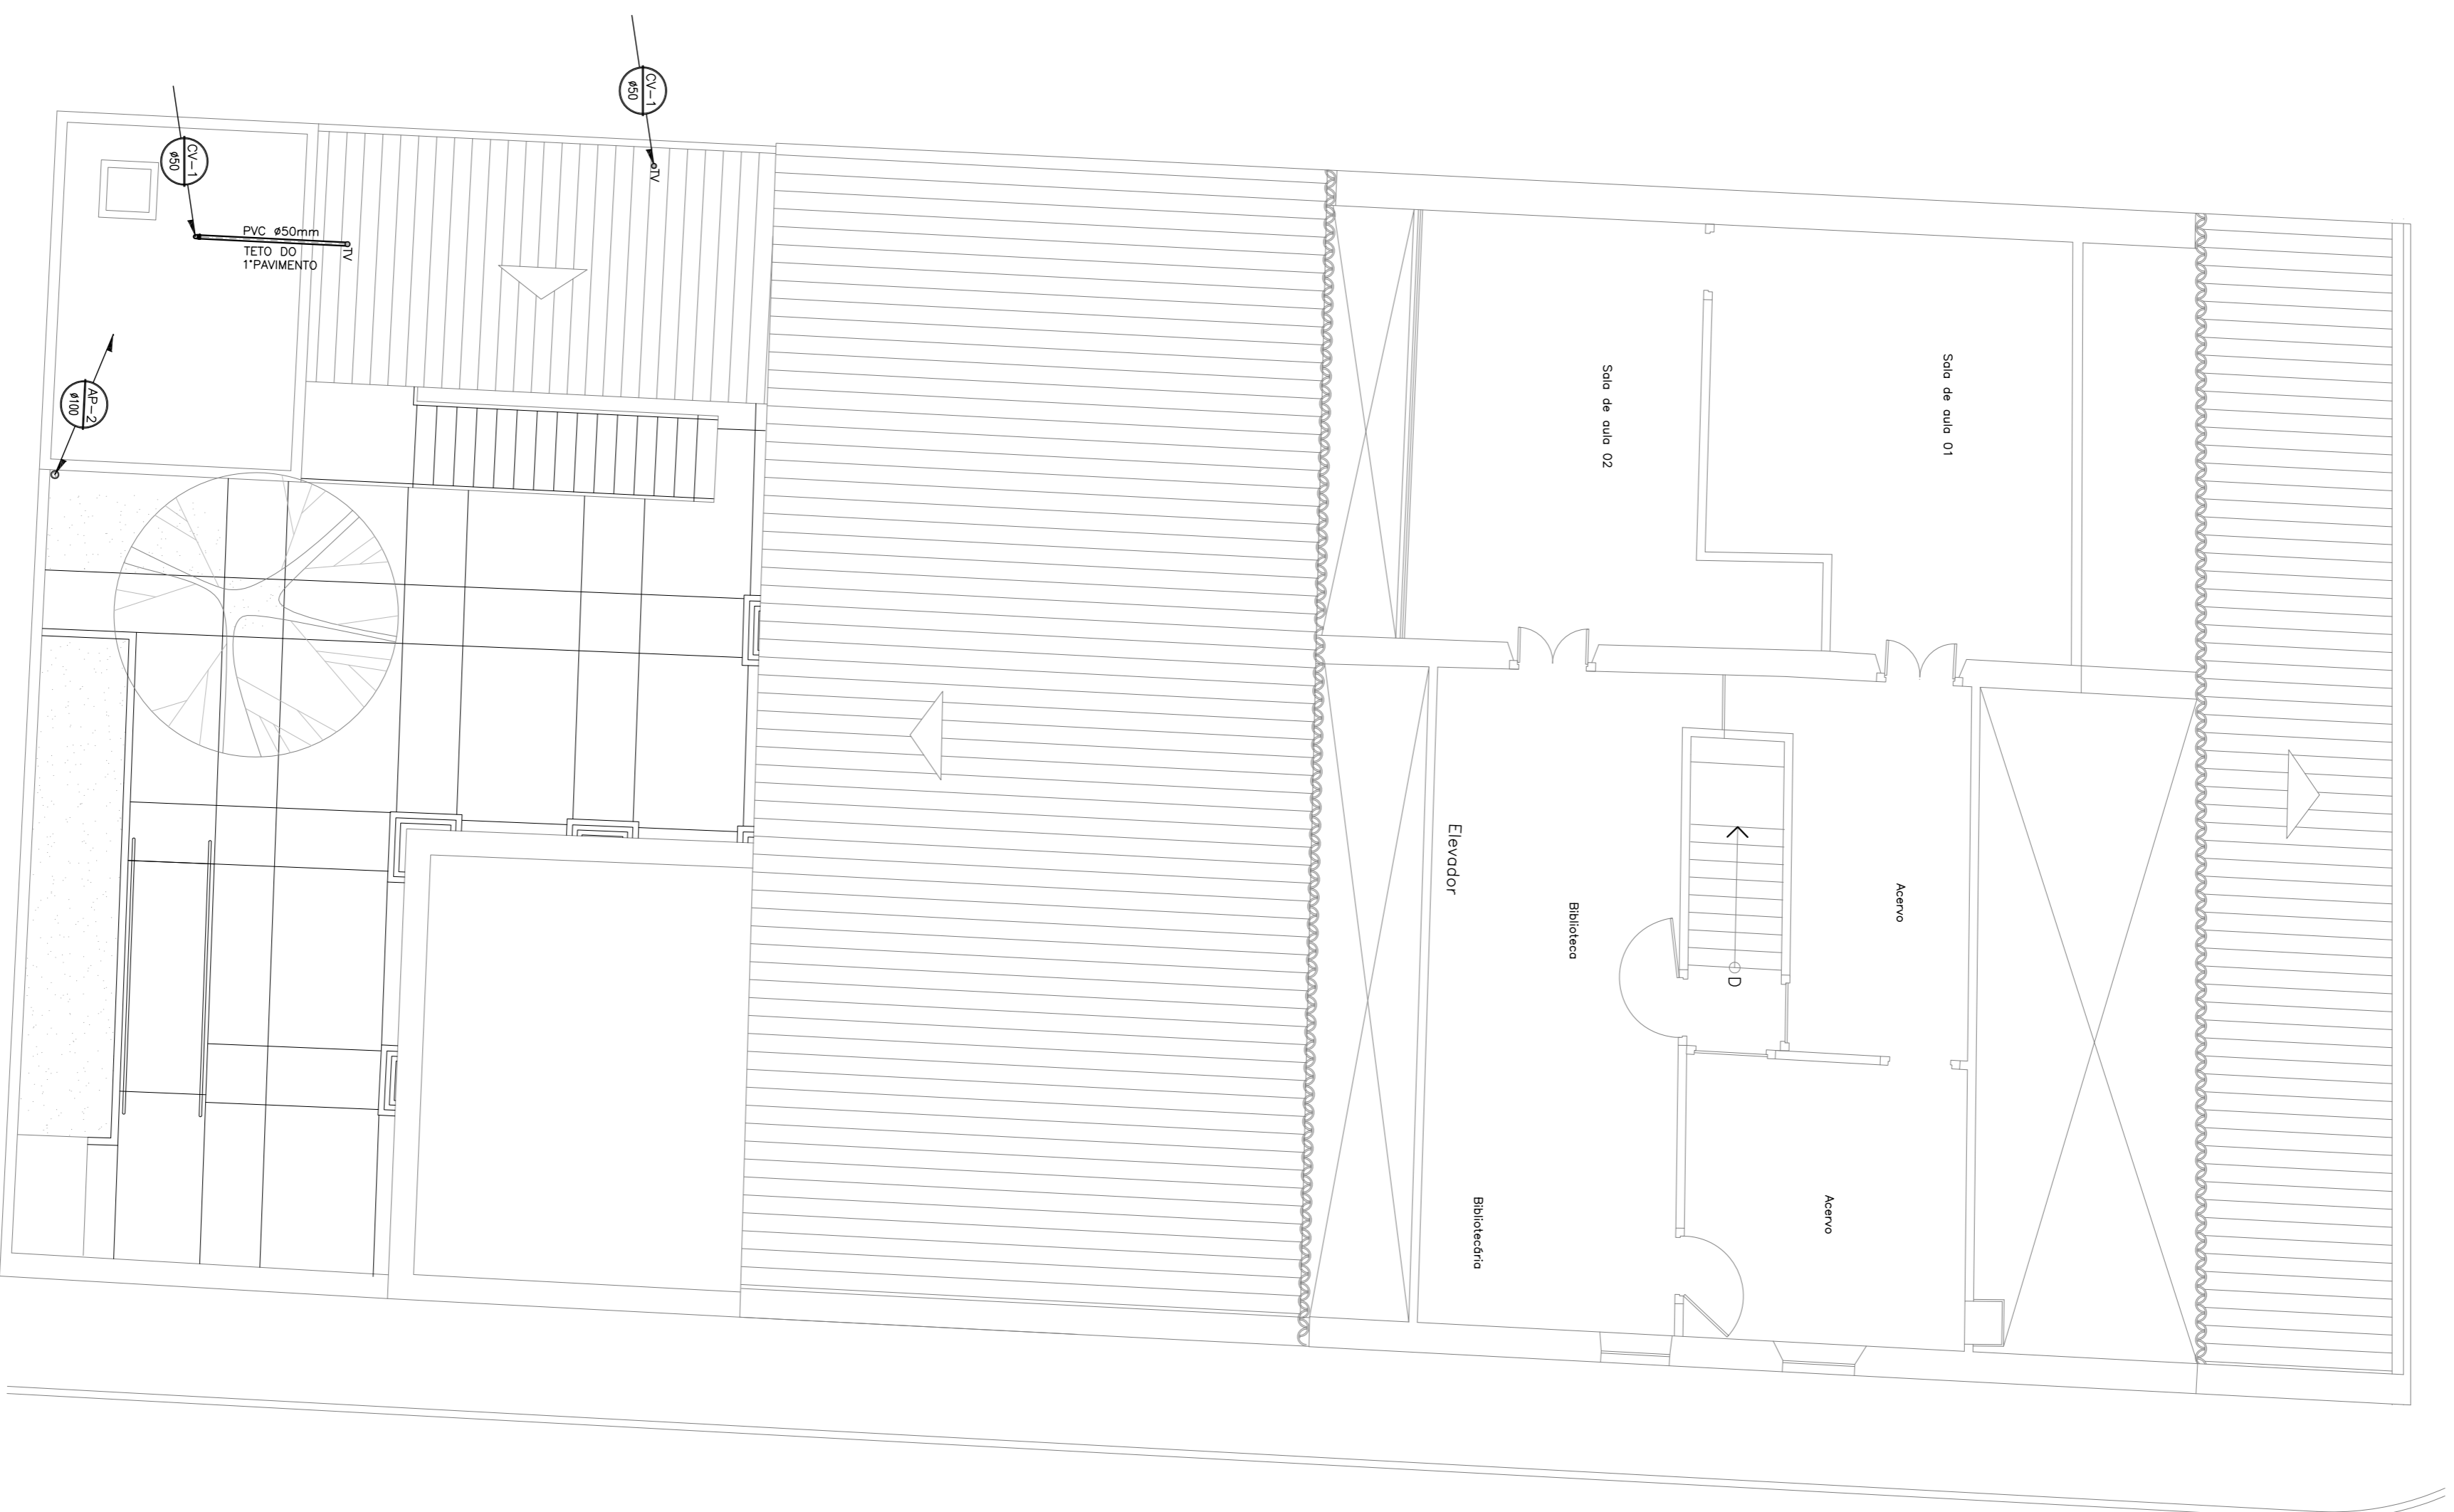 CV-1
ø50
TV
CV-1
ø50
PVC ø50mm
TETO DO
1°PAVIMENTO
TV
AP-2
ø100
Sala de aula 02
Sala de aula 01
Elevador
Biblioteca
Acervo
D
Bibliotecária
Acervo